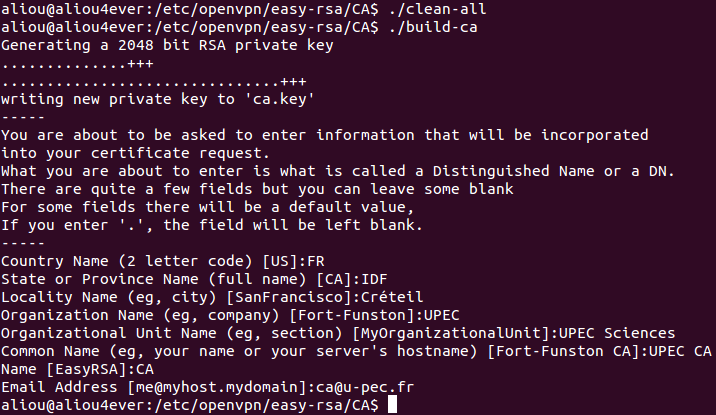 aliou@aliou4ever:/etc/openvpn/easy-rsa/CA$ ./clean-all
aliou@aliou4ever:/etc/openvpn/easy-rsa/CA$ ./build-ca
Generating a 2048 bit RSA private key
..............+++
...............................+++
writing new private key to 'ca.key'
-----
You are about to be asked to enter information that will be incorporated
into your certificate request.
What you are about to enter is what is called a Distinguished Name or a DN.
There are quite a few fields but you can leave some blank
For some fields there will be a default value,
If you enter '.', the field will be left blank.
-----
Country Name (2 letter code) [US]:FR
State or Province Name (full name) [CA]:IDF
Locality Name (eg, city) [SanFrancisco]:Créteil
Organization Name (eg, company) [Fort-Funston]:UPEC
Organizational Unit Name (eg, section) [MyOrganizationalUnit]:UPEC Sciences
Common Name (eg, your name or your server's hostname) [Fort-Funston CA]:UPEC CA
Name [EasyRSA]:CA
Email Address [me@myhost.mydomain]:ca@u-pec.fr
aliou@aliou4ever:/etc/openvpn/easy-rsa/CA$